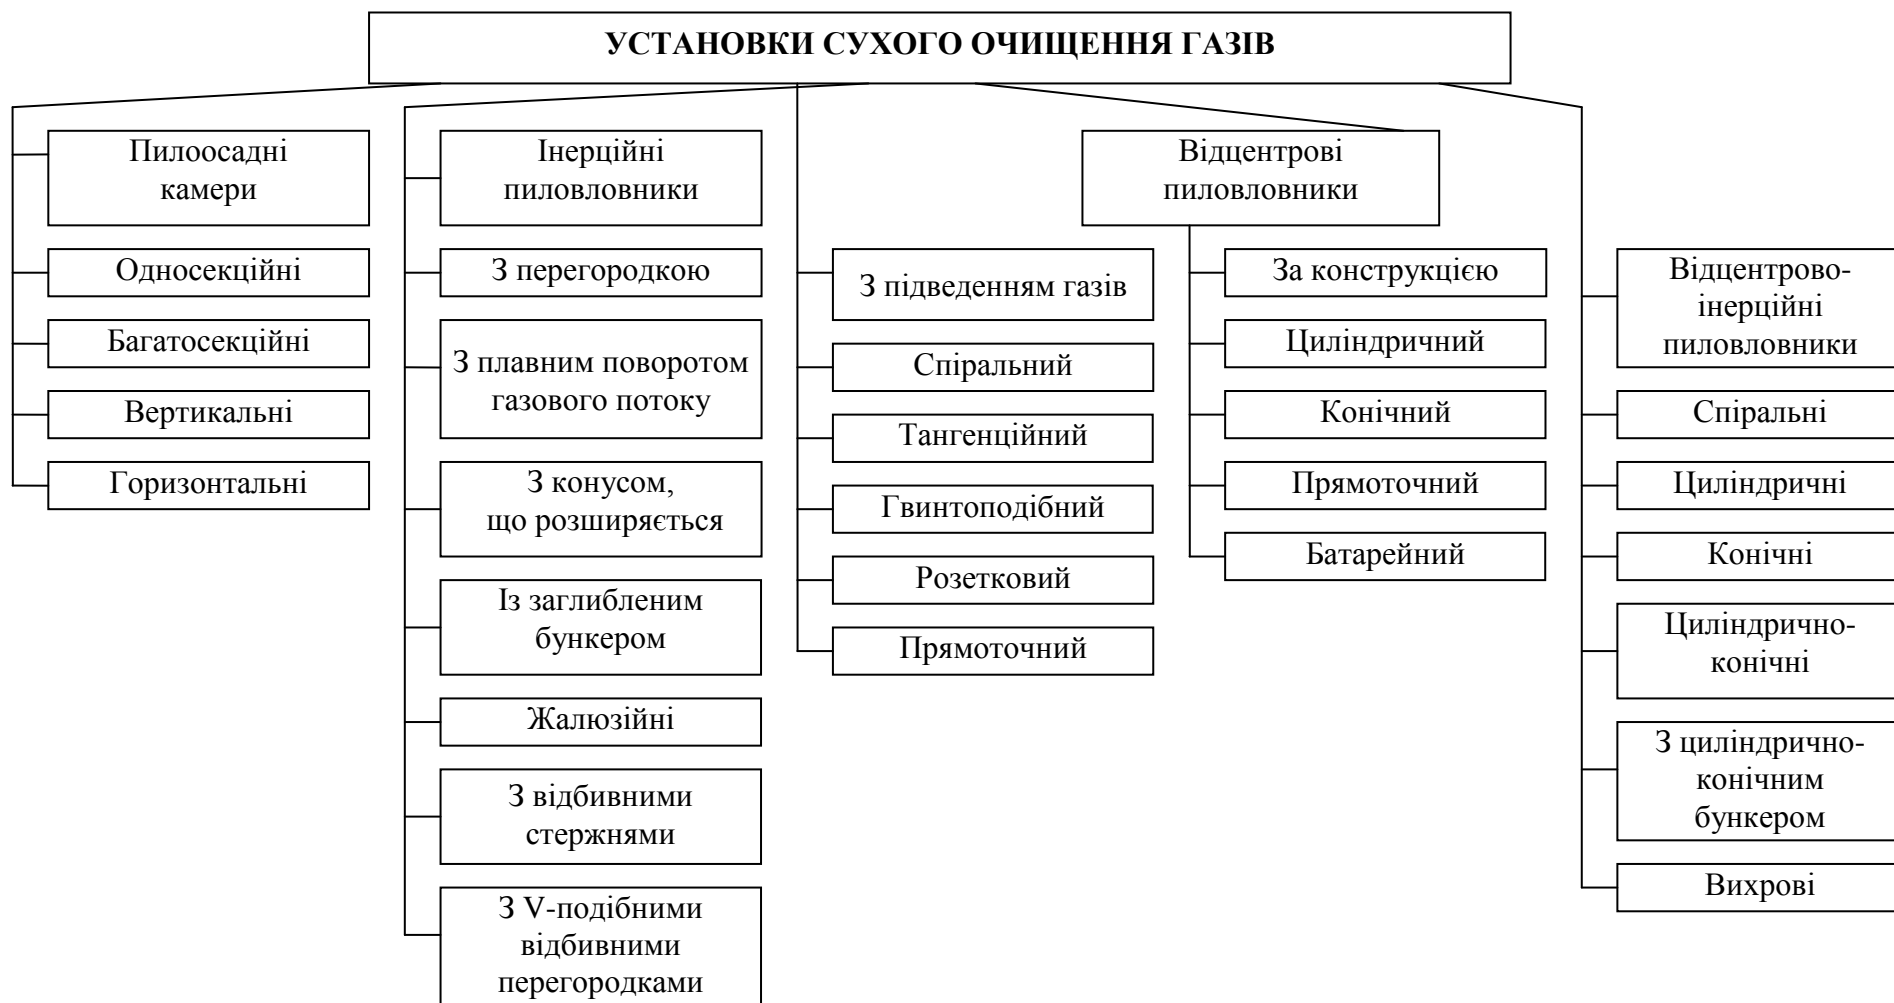 УСТАНОВКИ СУХОГО ОЧИЩЕННЯ ГАЗІВ
Пилоосадні
камери
Односекційні
Багатосекційні
Вертикальні
Горизонтальні
Інерційні
пиловловники
З перегородкою
З плавним поворотом
газового потоку
З конусом,
що розширяється
Із заглибленим
бункером
Жалюзійні
З відбивними
стержнями
З V-подібними
відбивними
перегородками
З підведенням газів
Спіральний
Тангенційний
Гвинтоподібний
Розетковий
Прямоточний
Відцентрові
пиловловники
За конструкцією
Циліндричний
Конічний
Прямоточний
Батарейний
Відцентрово-
інерційні
пиловловники
Спіральні
Циліндричні
Конічні
Циліндрично-
конічні
З циліндрично-
конічним
бункером
Вихрові